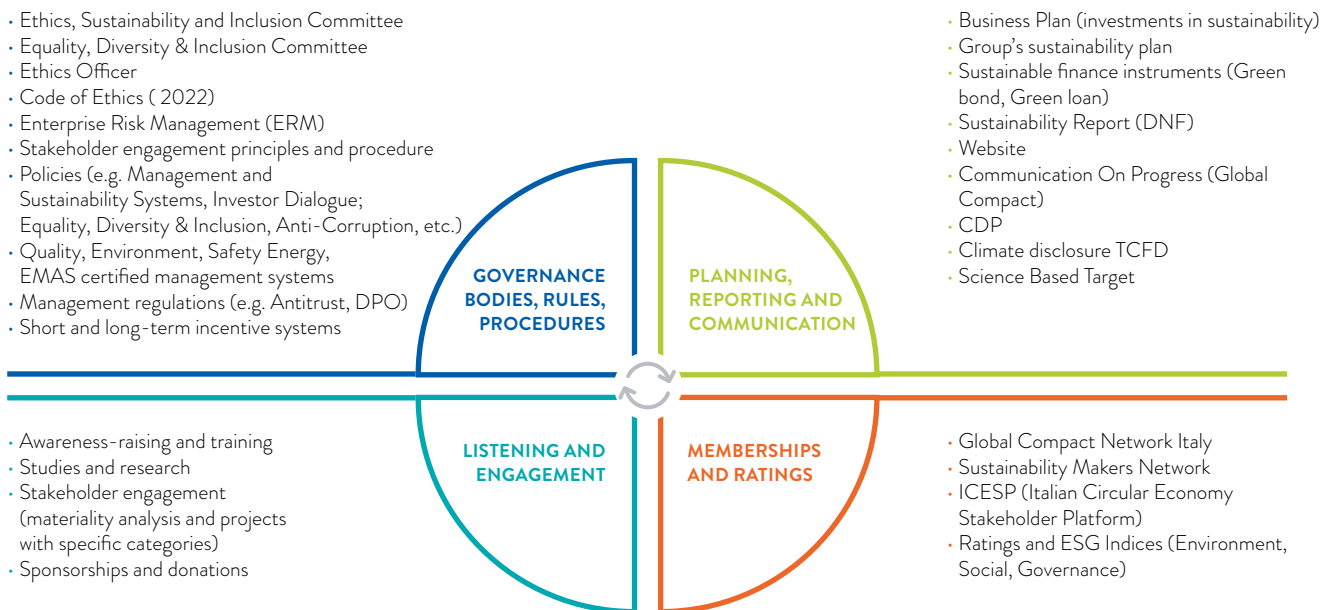 · Ethics, Sustainability and Inclusion Committee
· Equality, Diversity & Inclusion Committee
· Ethics Officer
· Code of Ethics ( 2022)
· Enterprise Risk Management (ERM)
· Stakeholder engagement principles and procedure
· Policies (e.g. Management and
Sustainability Systems, Investor Dialogue;
Equality, Diversity & Inclusion, Anti-Corruption, etc.)
· Quality, Environment, Safety Energy,
EMAS certified management systems
· Management regulations (e.g. Antitrust, DPO)
· Short and long-term incentive systems
GOVERNANCE
BODIES, RULES,
PROCEDURES
PLANNING,
REPORTING AND
COMMUNICATION
· Business Plan (investments in sustainability)
· Group's sustainability plan
· Sustainable finance instruments (Green
bond, Green loan)
· Sustainability Report (DNF)
· Website
· Communication On Progress (Global
Compact)
· CDP
· Climate disclosure TCFD
· Science Based Target
· Awareness-raising and training
· Studies and research
· Stakeholder engagement
(materiality analysis and projects
with specific categories)
· Sponsorships and donations
LISTENING AND
ENGAGEMENT
MEMBERSHIPS
AND RATINGS
· Global Compact Network Italy
· Sustainability Makers Network
· ICESP (Italian Circular Economy
Stakeholder Platform)
· Ratings and ESG Indices (Environment,
Social, Governance)